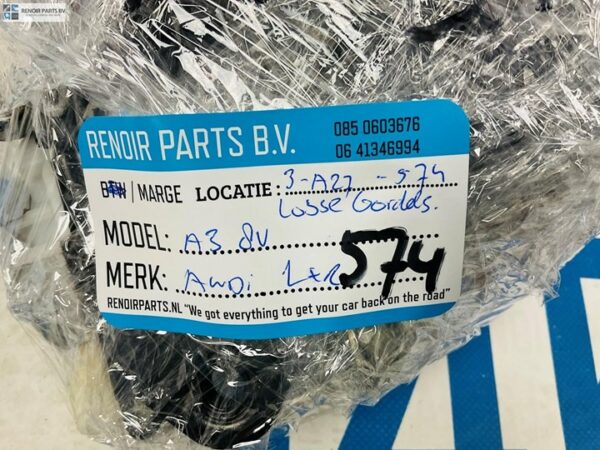 RENOIR PARTS BV.
RENOIR PARTS B.V.
085 0603676
06 41346994
BTW / MARGE LOCATIE: 3-A27 - 574
Losse Gordels.
MODEL: A3 8V
MERK: Audi. L+R 574
RENOIRPARTS.NL "We got everything to get your car back on the road"